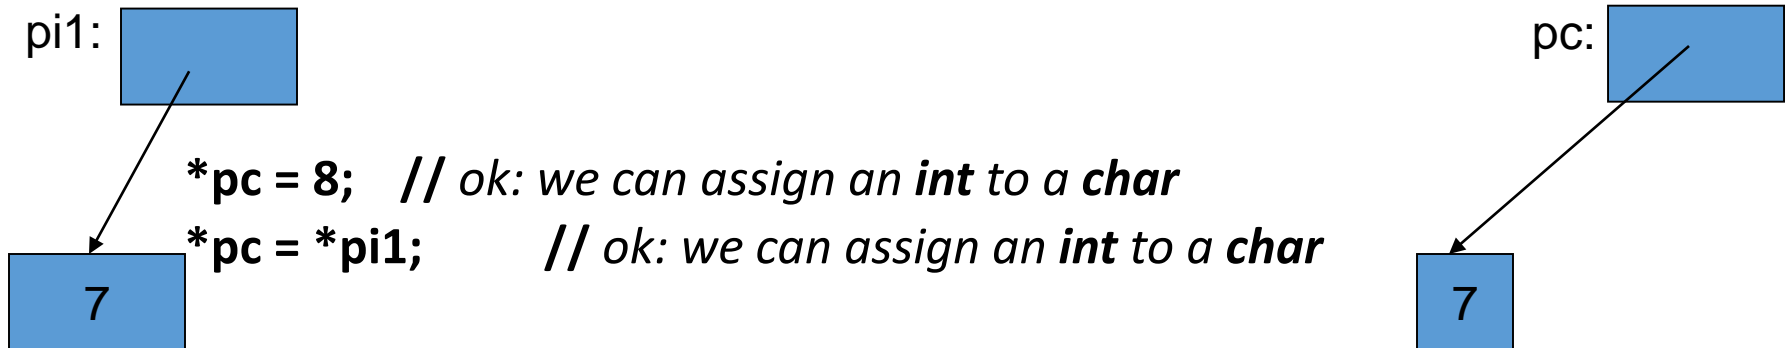 pi1:
pc:
*pc = 8; // ok: we can assign an int to a char
*pc = *pi1; // ok: we can assign an int to a char
7
7